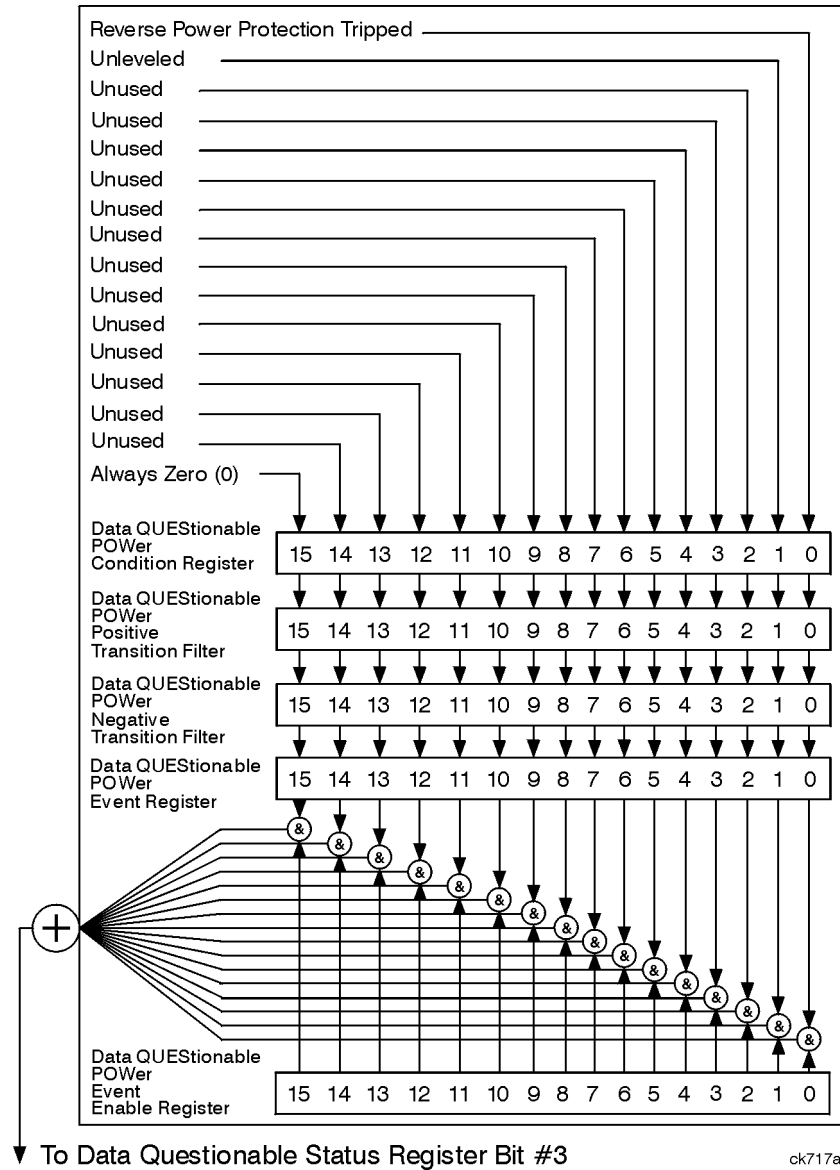 Reverse Power Protection Tripped
Unleveled
Unused
Unused
Unused
Unused
Unused
Unused
Unused
Unused
Unused
Unused
Unused
Unused
Unused
Always Zero (0)
Data QUEStionable
POWer
Condition Register
15 14 13 12 11 10 9 8 7 6 5 4 3 2 1 0
Data QUEStionable
POWer
Positive
Transition Filter
15 14 13 12 11 10 9 8 7 6 5 4 3 2 1 0
Data QUEStionable
POWer
Negative
Transition Filter
15 14 13 12 11 10 9 8 7 6 5 4 3 2 1 0
Data QUEStionable
POWer
Event Register
15 14 13 12 11 10 9 8 7 6 5 4 3 2 1 0
& & & & & & & & & & & & & & & &
+
Data QUEStionable
POWer
Event
Enable Register
15 14 13 12 11 10 9 8 7 6 5 4 3 2 1 0
To Data Questionable Status Register Bit #3
ck717a